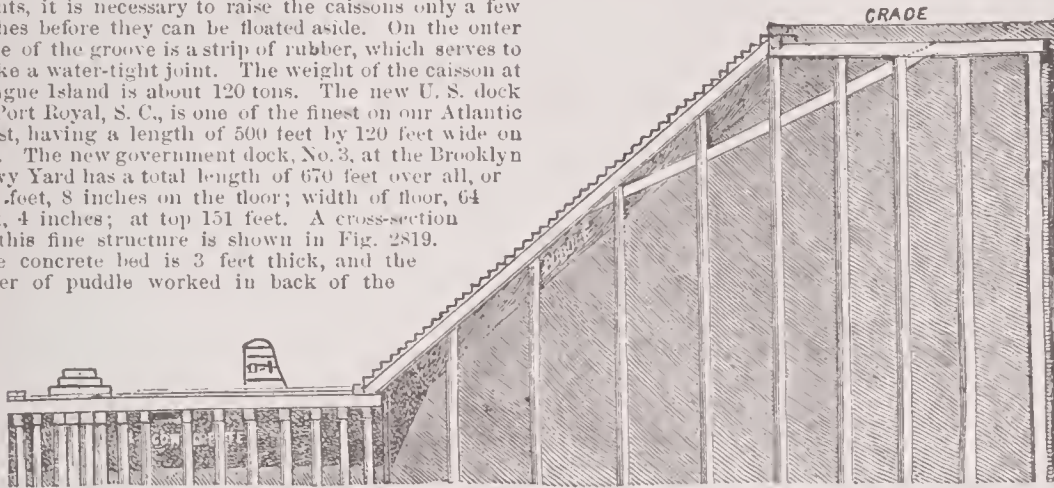 nts, it is necessary to raise the caissons only a few
hes before they can be floated aside. On the outer
e of the groove is a strip of rubber, which serves to
ke a water-tight joint. The weight of the caisson at
gue Island is about 120 tons. The new U. S. dock
Port Royal, S. C., is one of the finest on our Atlantic
st, having a length of 500 feet by 120 feet wide on
. The new government dock, No. 3, at the Brooklyn
vy Yard has a total length of 670 feet over all, or
feet, 8 inches on the floor; width of floor, 64
, 4 inches; at top 151 feet. A cross-section
this fine structure is shown in Fig. 2819.
e concrete bed is 3 feet thick, and the
er of puddle worked in back of the
GRADE
PUDDLE
CONCRETE